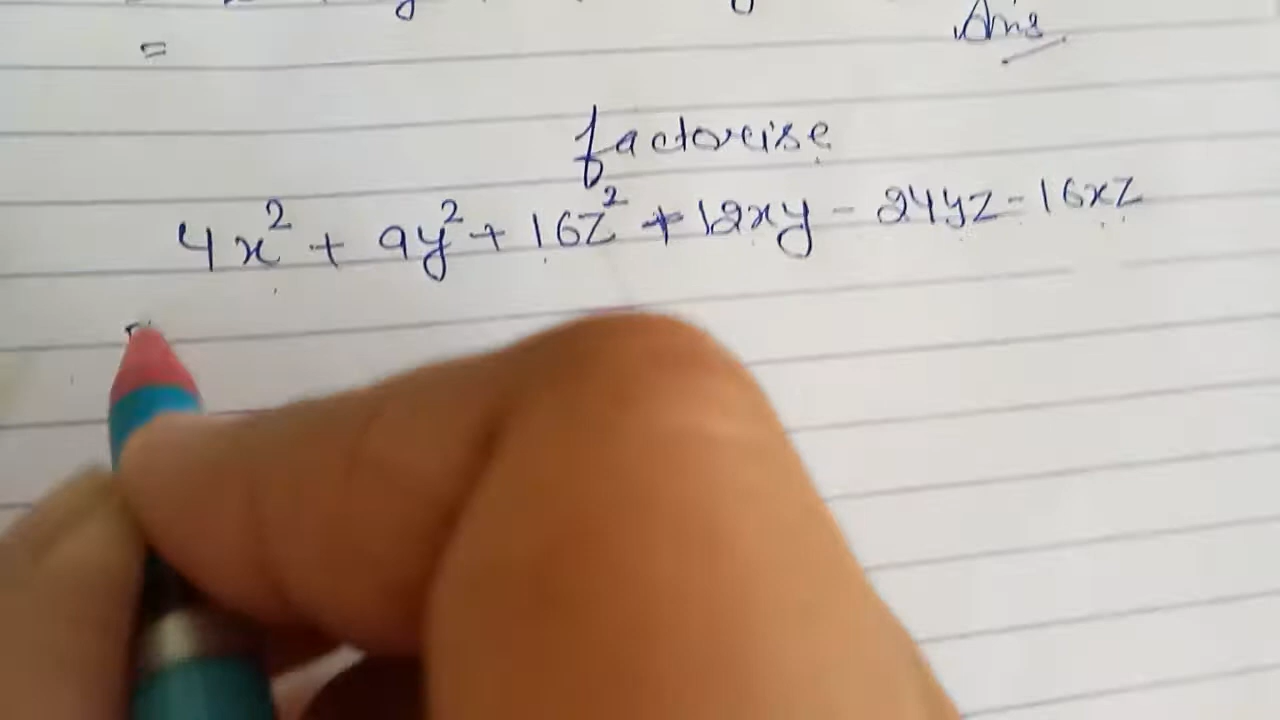 =
Ans
factorise
4x² + 9y² + 16z² + 12xy - 24yz - 16xz